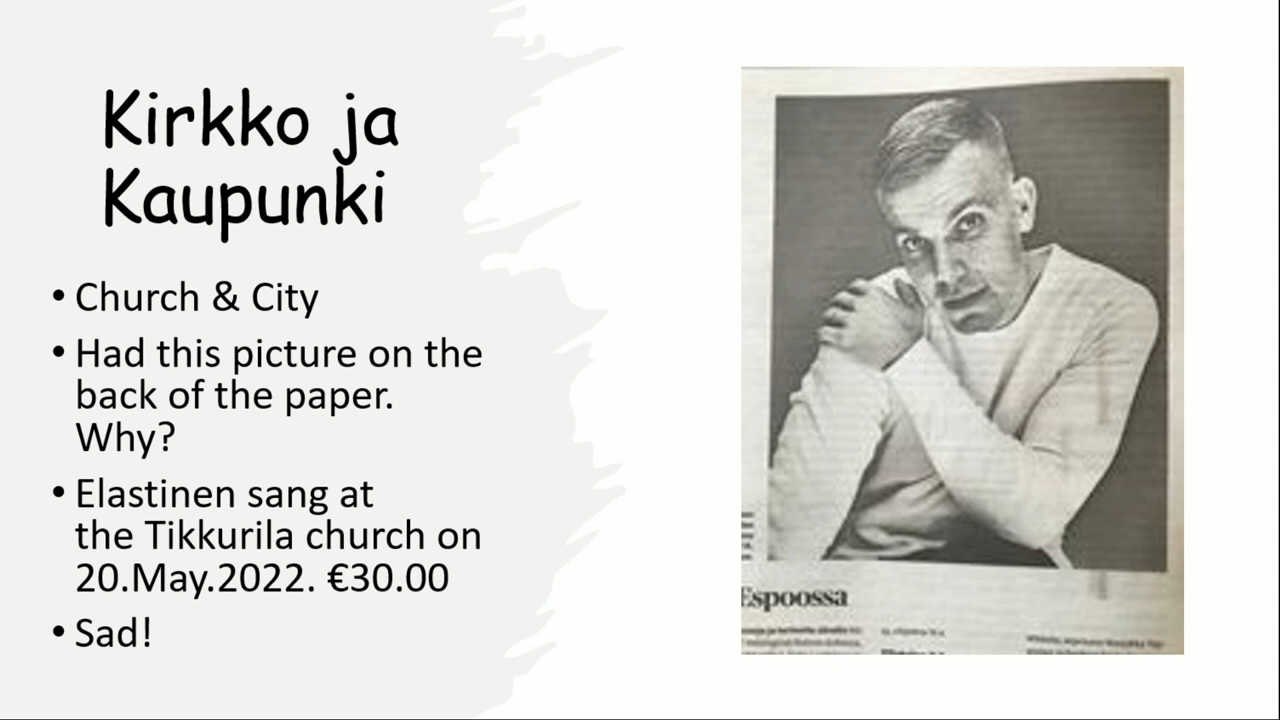 Kirkko ja
Kaupunki
• Church & City
• Had this picture on the
back of the paper.
Why?
• Elastinen sang at
the Tikkurila church on
20.May.2022. €30.00
• Sad!
Espoossa